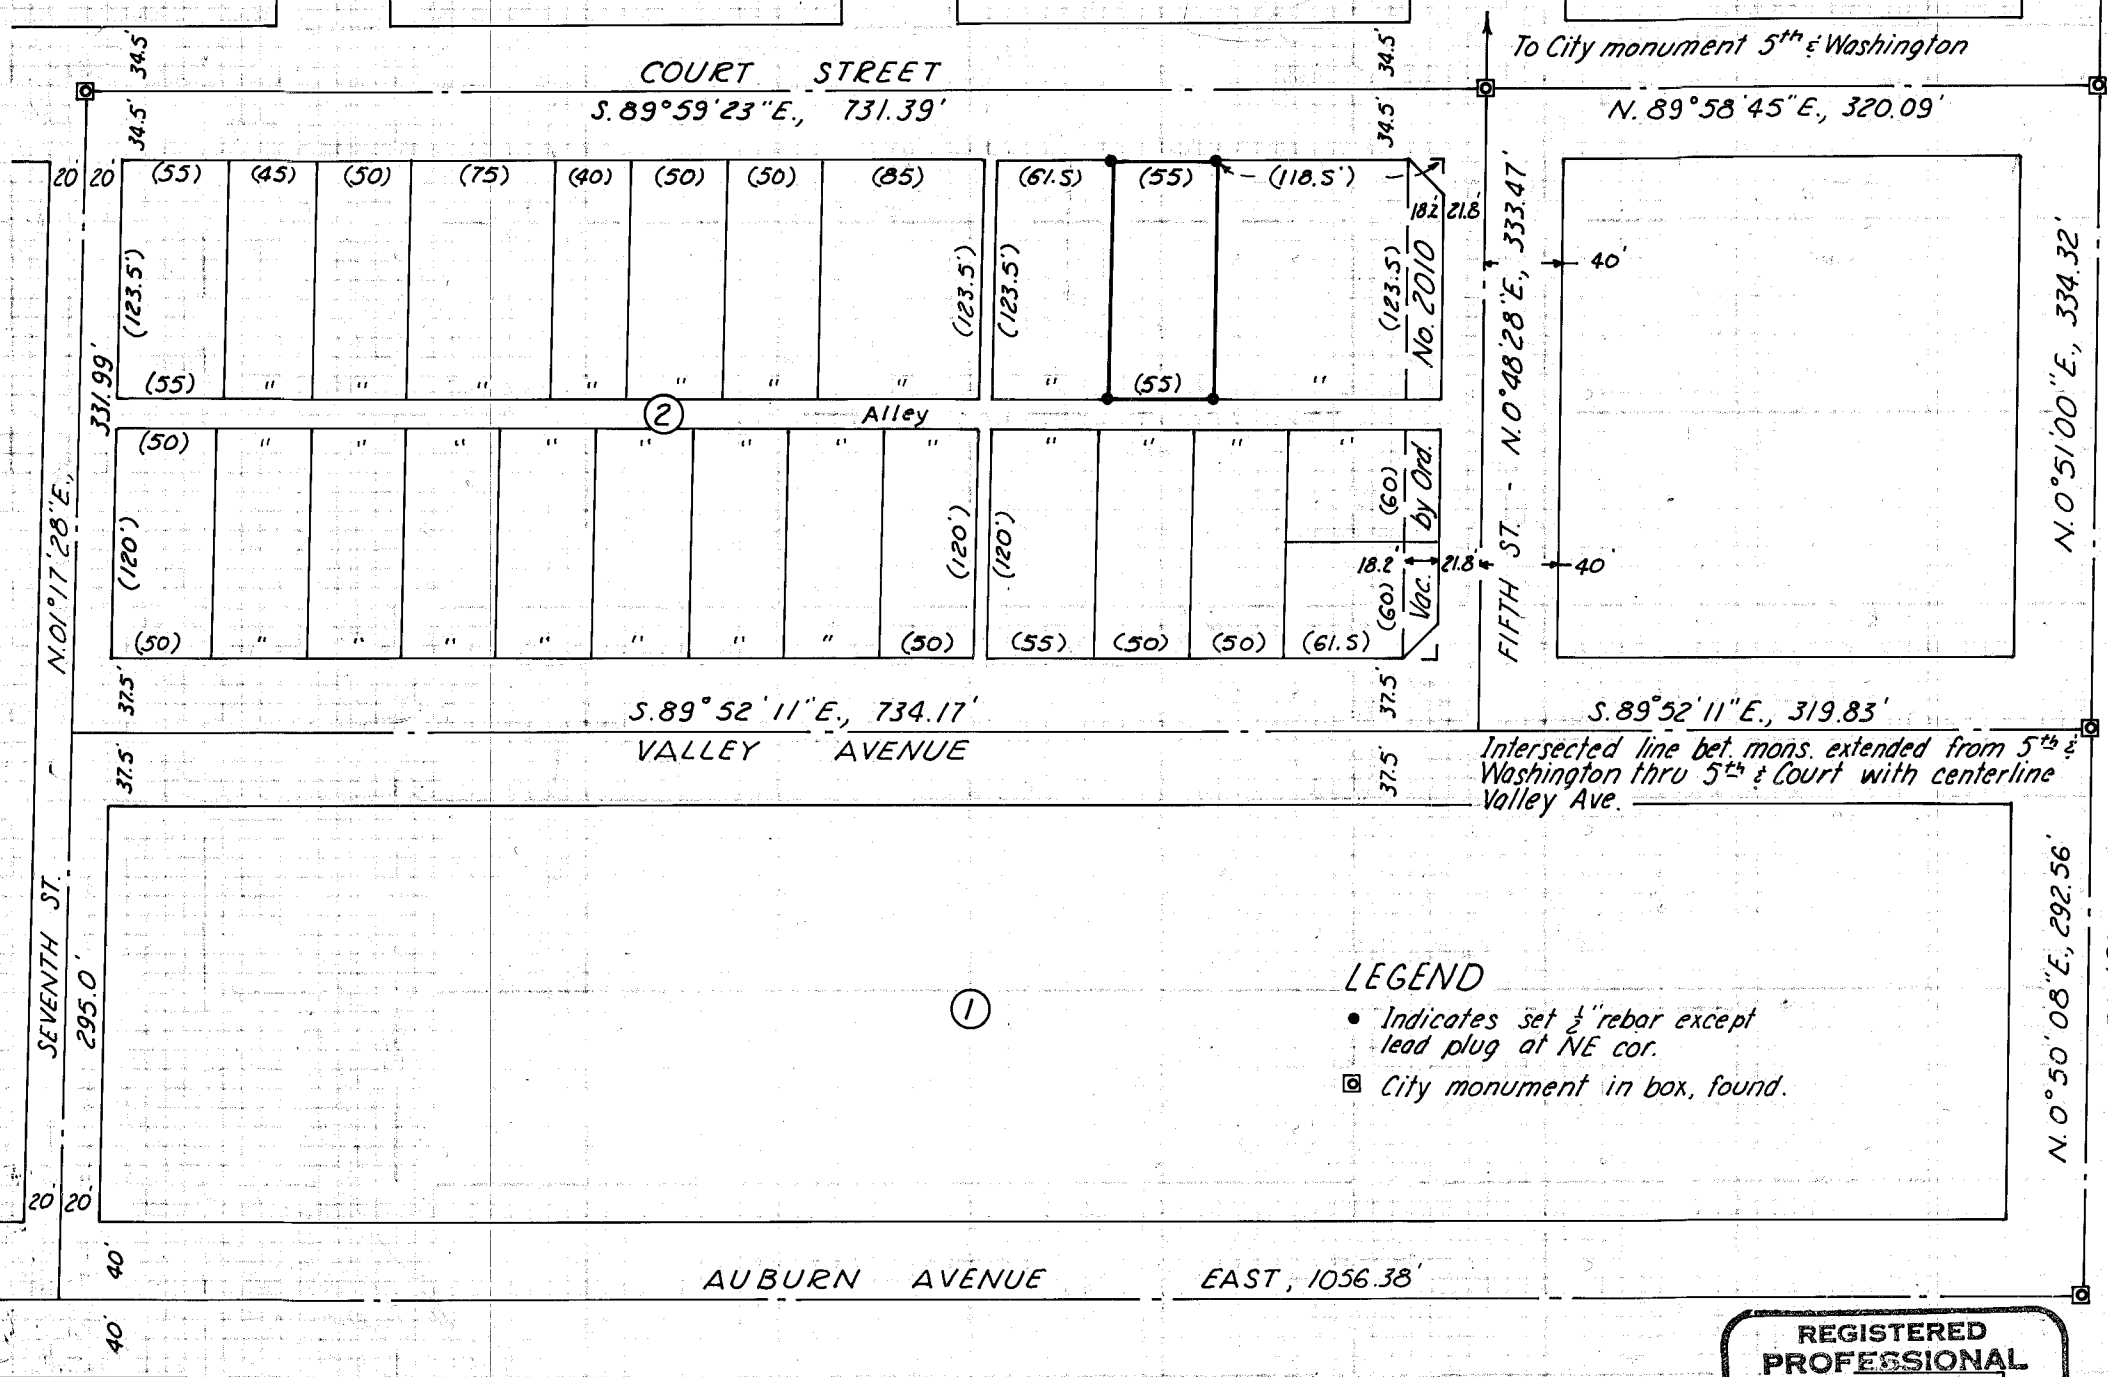 34.5'
34.5'
To City monument 5th & Washington
COURT STREET
S.89°59'23"E., 731.39'
N.89°58'45"E., 320.09'
34.5'
34.5'
20' 20'
(55) (45) (50) (75) (40) (50) (50) (85) (61.5) (55) (118.5')
18.2 21.8'
(123.5')
(123.5')
(123.5')
(123.5)
No. 2010
40'
N.0°48'28"E., 333.47'
N.0°51'00"E., 334.32'
331.99'
(55) " " " " " " " " (55) "
2
Alley
(50) " " " " " " " " " " " "
N.01°17'28"E.,
(120')
(120')
(120')
(60)
by Ord.
18.2' 21.8'
40'
(60)
Vac.
FIFTH ST. -
(50) " " " " " " " (50) (55) (50) (50) (61.5)
37.5'
37.5'
S.89°52'11"E., 734.17'
S.89°52'11"E., 319.83'
VALLEY AVENUE
37.5'
37.5'
Intersected line bet. mons. extended from 5th &
Washington thru 5th & Court with centerline
Valley Ave.
SEVENTH ST.
295.0'
1
N.0°50'08"E., 292.56'
LEGEND
Indicates set ½" rebar except
lead plug at NE cor.
City monument in box, found.
20' 20'
40'
AUBURN AVENUE EAST, 1056.38'
40'
REGISTERED
PROFESSIONAL